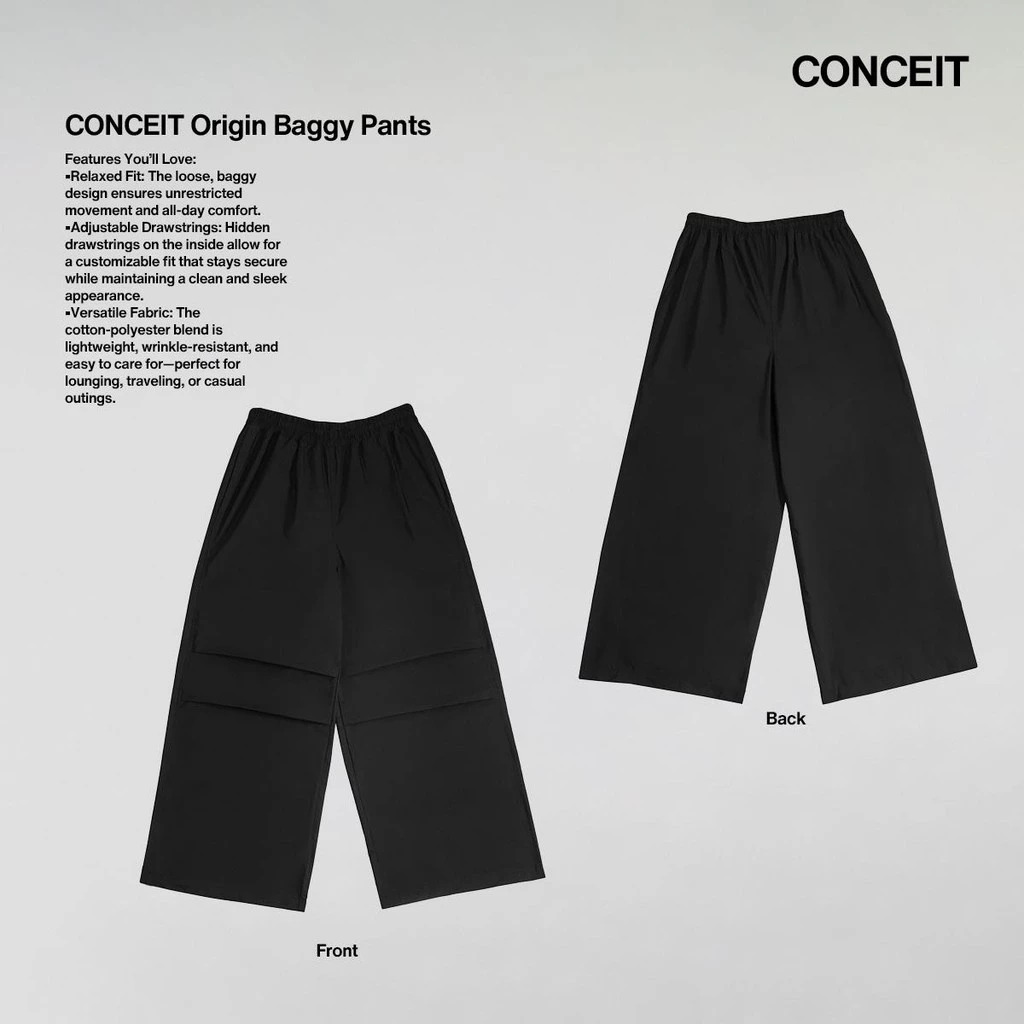 CONCEIT
CONCEIT Origin Baggy Pants
Features You’ll Love:
▪Relaxed Fit: The loose, baggy
design ensures unrestricted
movement and all-day comfort.
▪Adjustable Drawstrings: Hidden
drawstrings on the inside allow for
a customizable fit that stays secure
while maintaining a clean and sleek
appearance.
▪Versatile Fabric: The
cotton-polyester blend is
lightweight, wrinkle-resistant, and
easy to care for—perfect for
lounging, traveling, or casual
outings.
Back
Front